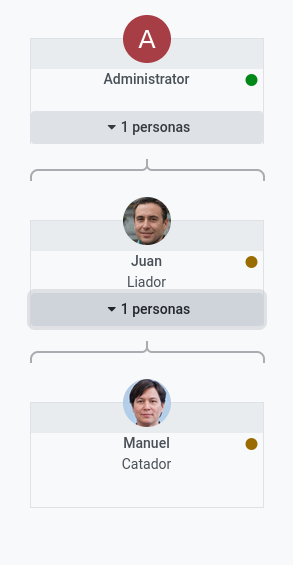 A
Administrator
1 personas
Juan
Liador
1 personas
Manuel
Catador